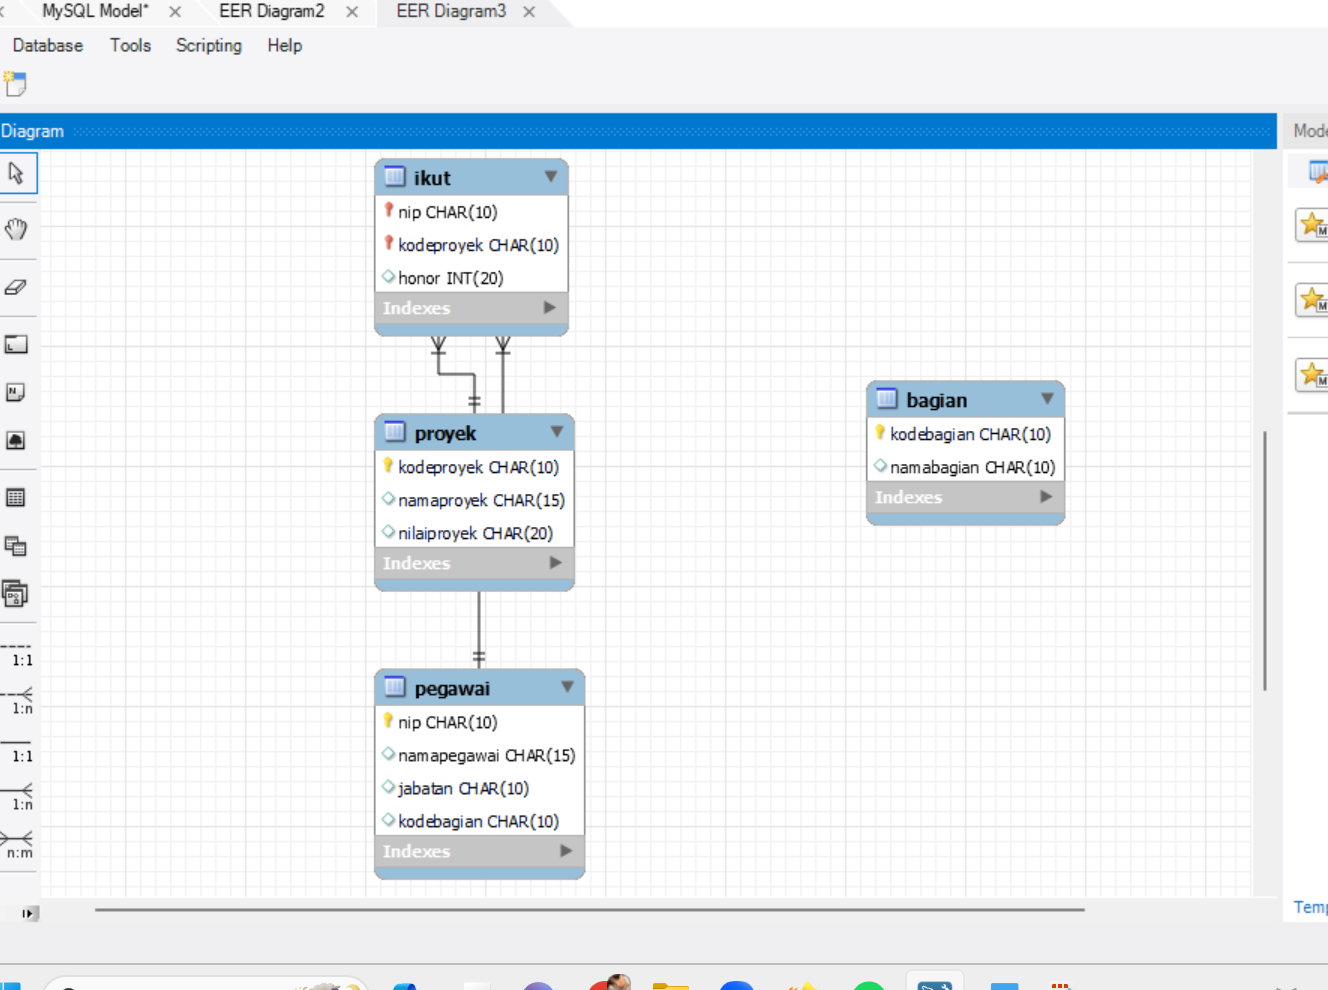 MySQL Model*
EER Diagram2
EER Diagram3
Database
Tools
Scripting
Help
Diagram
ikut
nip CHAR(10)
kodeproyek CHAR(10)
honor INT(20)
Indexes
proyek
kodeproyek CHAR(10)
namaproyek CHAR(15)
nilaiproyek CHAR(20)
Indexes
pegawai
nip CHAR(10)
namapegawai CHAR(15)
jabatan CHAR(10)
kodebagian CHAR(10)
Indexes
bagian
kodebagian CHAR(10)
namabagian CHAR(10)
Indexes
1:1
1:n
1:1
1:n
n:m